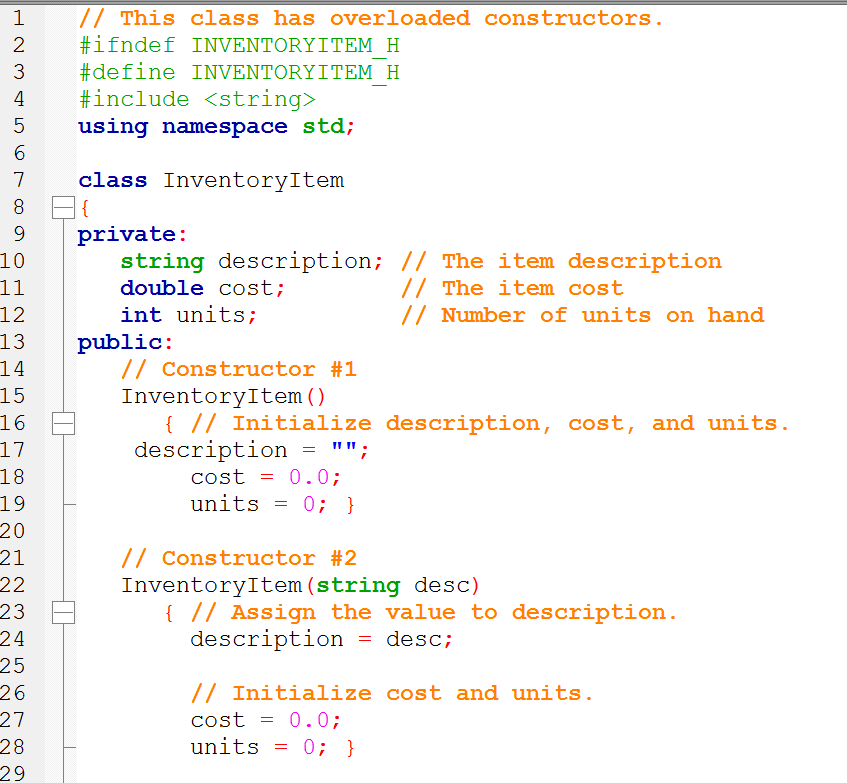 1 // This class has overloaded constructors.
2 #ifndef INVENTORYITEM_H
3 #define INVENTORYITEM_H
4 #include <string>
5 using namespace std;
6
7 class InventoryItem
8 {
9 private:
10    string description; // The item description
11    double cost;        // The item cost
12    int units;          // Number of units on hand
13 public:
14    // Constructor #1
15    InventoryItem()
16       { // Initialize description, cost, and units.
17     description = "";
18         cost = 0.0;
19         units = 0; }
20
21    // Constructor #2
22    InventoryItem(string desc)
23       { // Assign the value to description.
24         description = desc;
25
26         // Initialize cost and units.
27         cost = 0.0;
28         units = 0; }
29